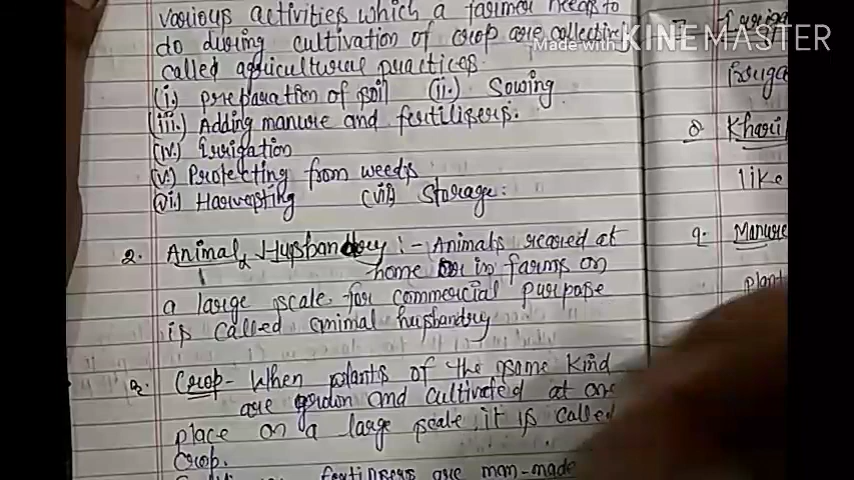 various activities which a farmer needs to
do during cultivation of crop are collectively
called agricultural practices.
(i.) preparation of soil (ii.) Sowing
(iii.) Adding manure and fertilisers.
(iv.) Irrigation
(v) Protecting from weeds
(vi) Harvesting (vii) Storage.
2. Animal Husbandry :- Animals reared at
home or in farms on
a large scale for commercial purpose
is called animal husbandry
Crop - When plants of the same kind
are grown and cultivated at one
place on a large scale, it is called
Crop.
fertilisers are man-made
8. Khari
like
9. Manure
plant
Made with KINEMASTER